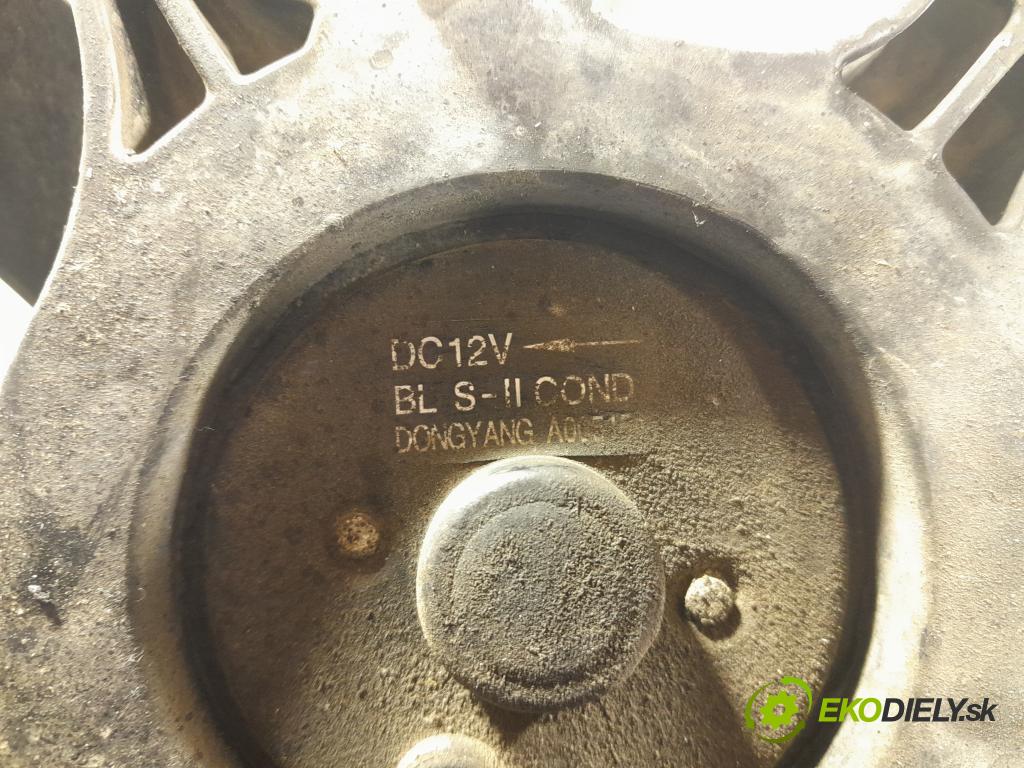 DC12V
BL S-II COND
DONGYANG
EKODIELY.sk